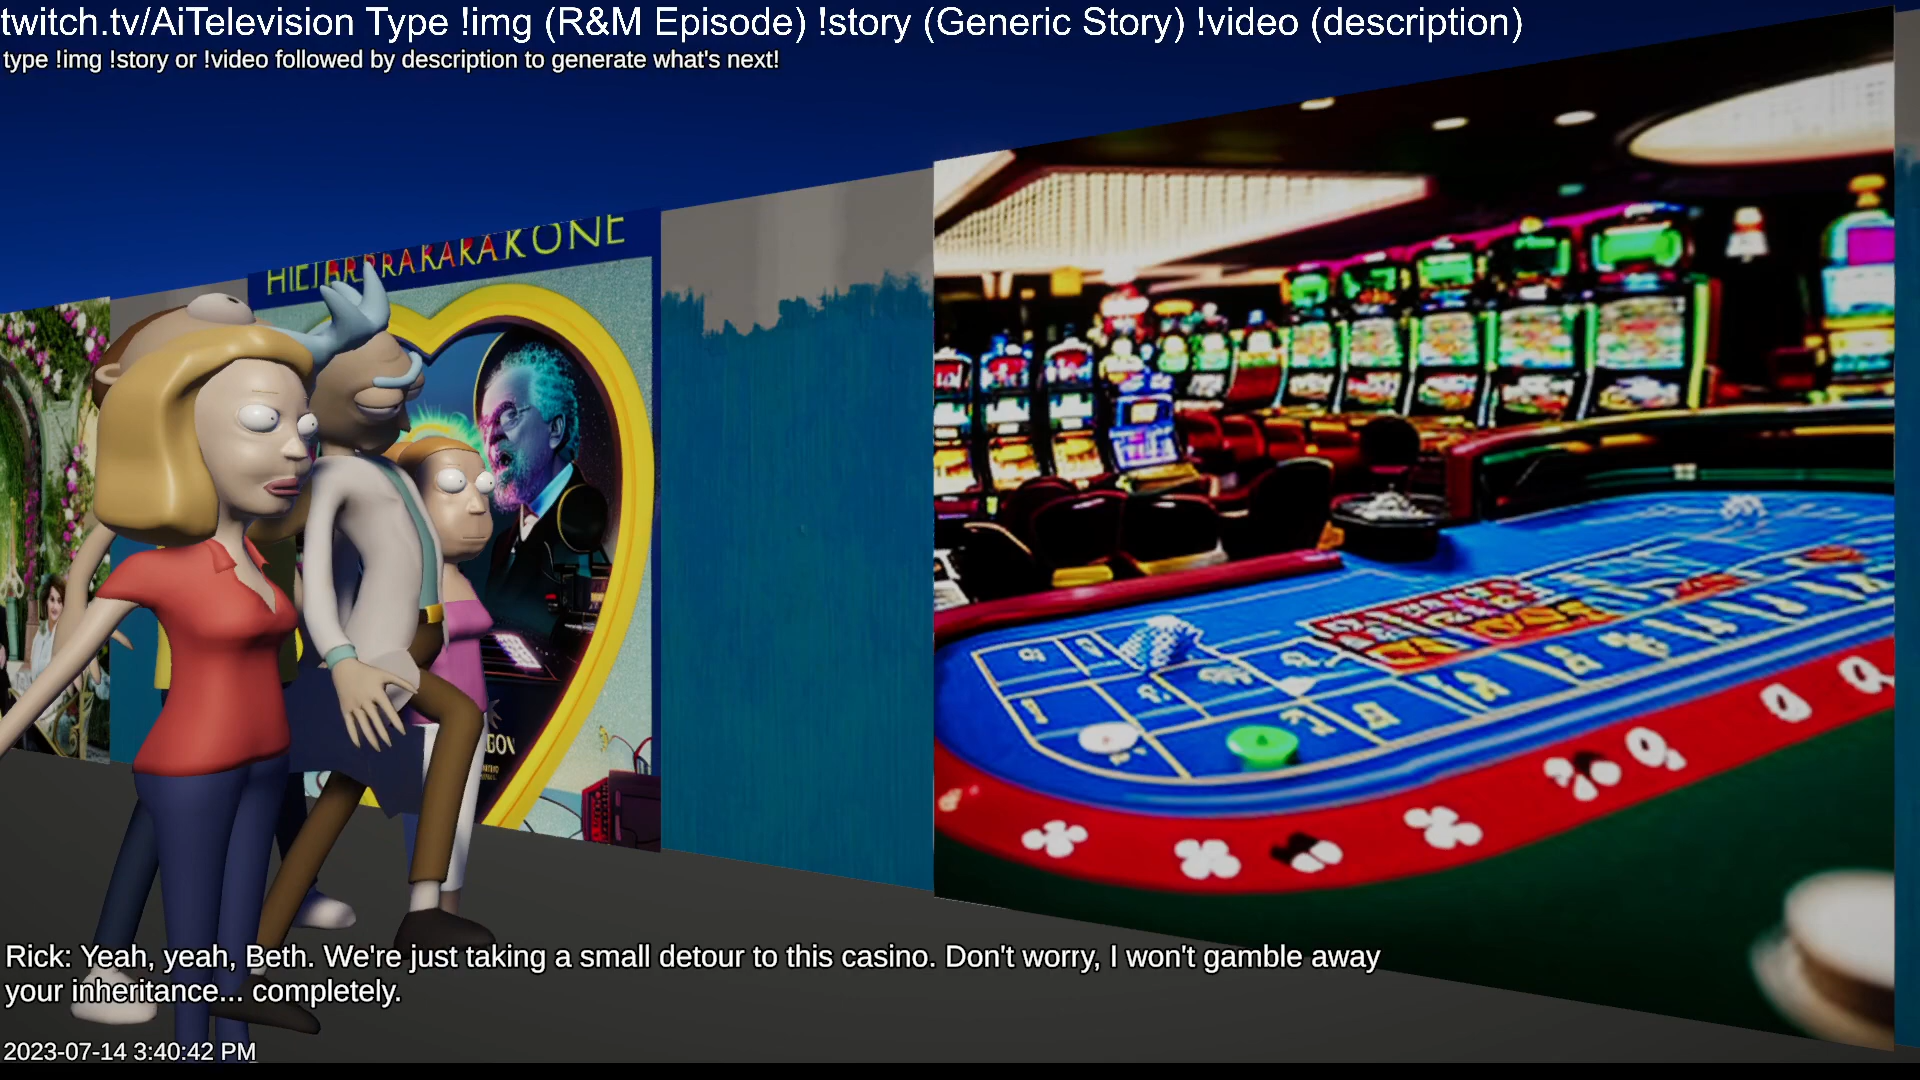 twitch.tv/AiTelevision Type !img (R&M Episode) !story (Generic Story) !video (description)
type !img !story or !video followed by description to generate what's next!
Rick: Yeah, yeah, Beth. We're just taking a small detour to this casino. Don't worry, I won't gamble away
your inheritance... completely.
2023-07-14 3:40:42 PM